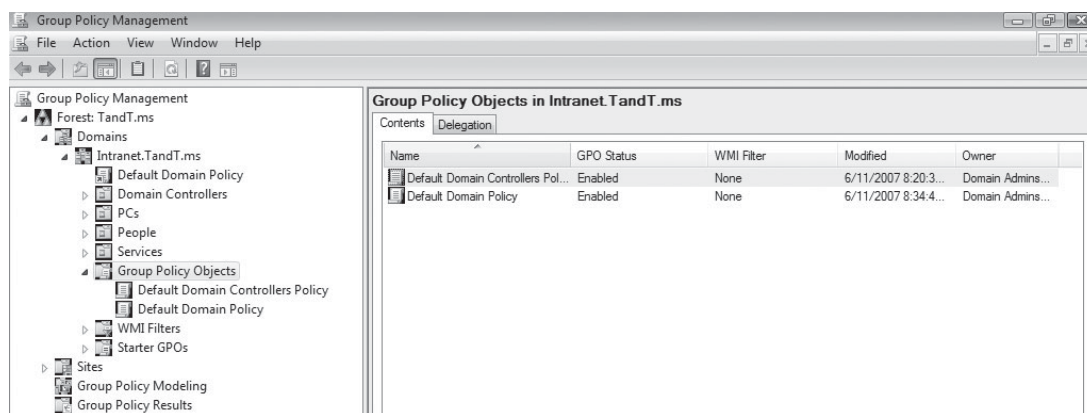 Group Policy Management
File Action View Window Help
Group Policy Management
Forest: TandT.ms
Domains
Intranet.TandT.ms
Default Domain Policy
Domain Controllers
PCs
People
Services
Group Policy Objects
Default Domain Controllers Policy
Default Domain Policy
WMI Filters
Starter GPOs
Sites
Group Policy Modeling
Group Policy Results
Group Policy Objects in Intranet.TandT.ms
Contents Delegation
Name GPO Status WMI Filter Modified Owner
Default Domain Controllers Pol... Enabled None 6/11/2007 8:20:3... Domain Admins...
Default Domain Policy Enabled None 6/11/2007 8:34:4... Domain Admins...